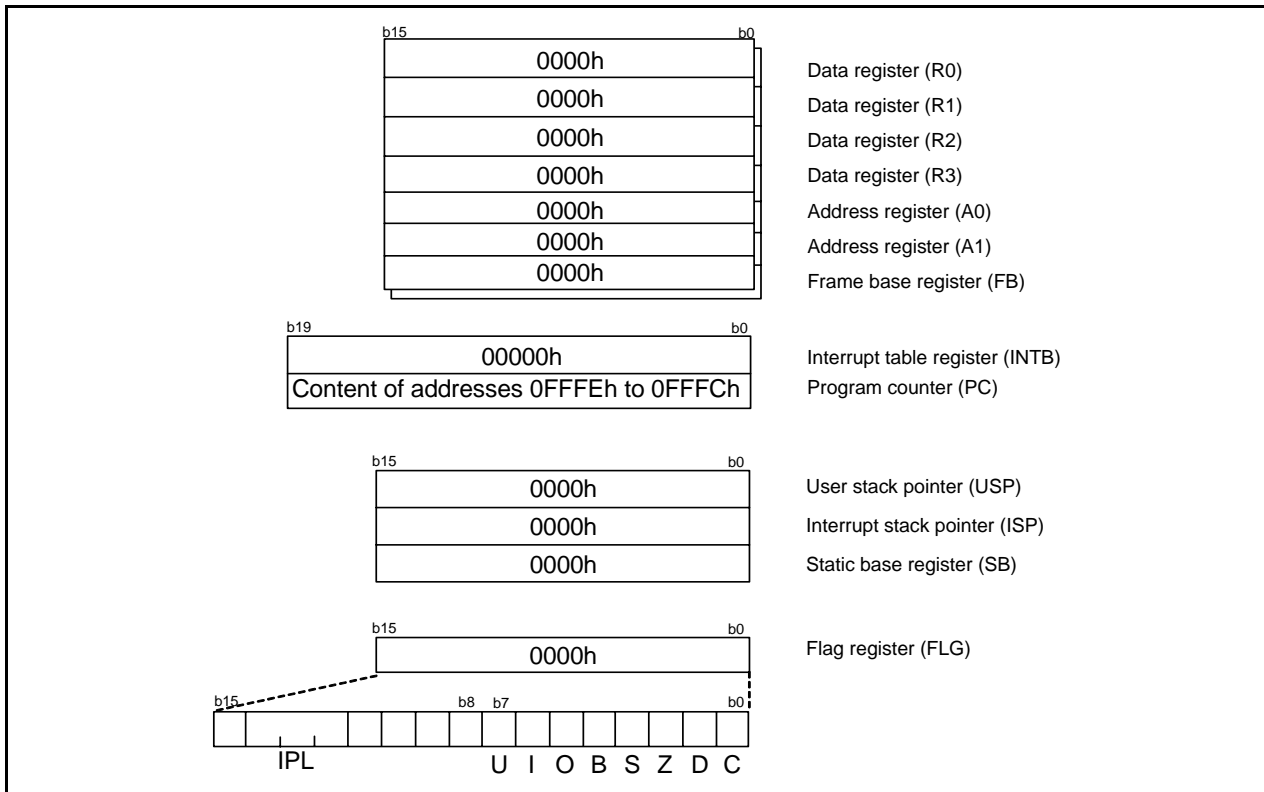 b15 b0
0000h Data register (R0)
0000h Data register (R1)
0000h Data register (R2)
0000h Data register (R3)
0000h Address register (A0)
0000h Address register (A1)
0000h Frame base register (FB)
b19 b0
00000h Interrupt table register (INTB)
Content of addresses 0FFFEh to 0FFFCh Program counter (PC)
b15 b0
0000h User stack pointer (USP)
0000h Interrupt stack pointer (ISP)
0000h Static base register (SB)
b15 b0
0000h Flag register (FLG)
b15 b8 b7 b0
IPL U I O B S Z D C